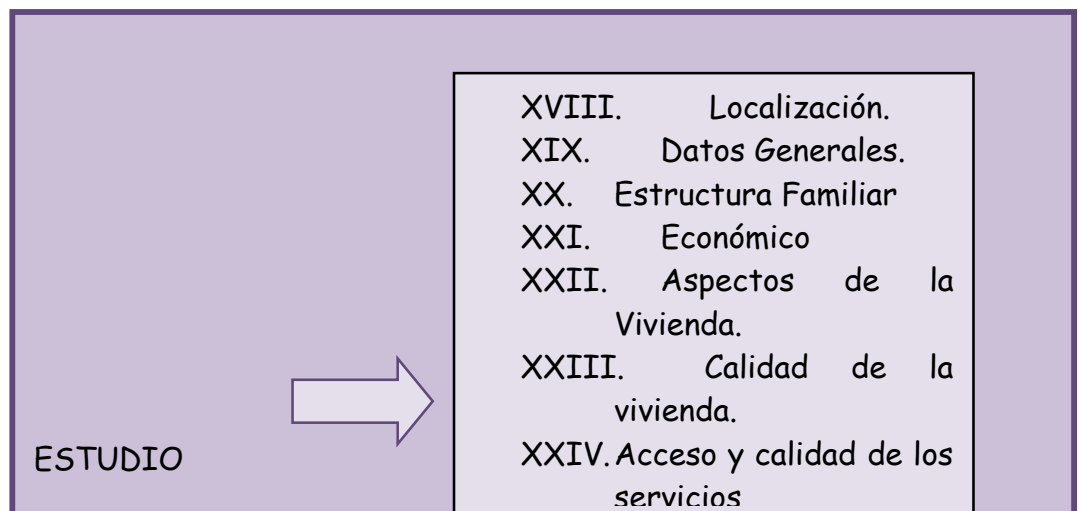 XVIII. Localización.
XIX. Datos Generales.
XX. Estructura Familiar
XXI. Económico
XXII. Aspectos de la
Vivienda.
XXIII. Calidad de la
vivienda.
ESTUDIO
XXIV. Acceso y calidad de los
servicios